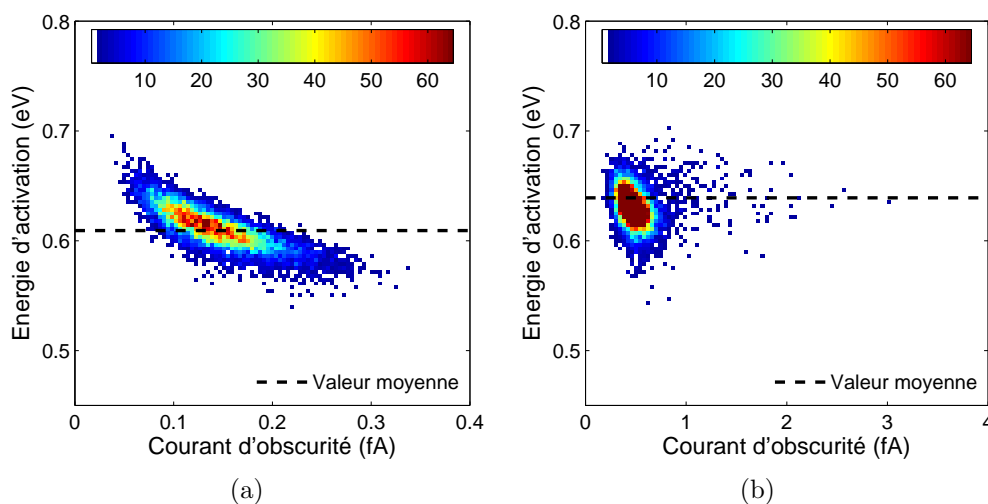 0.8
0.7
0.6
0.5
Energie d'activation (eV)
10 20 30 40 50 60
Valeur moyenne
0 0.1 0.2 0.3 0.4
Courant d'obscurité (fA)
(a)
0.8
0.7
0.6
0.5
Energie d'activation (eV)
10 20 30 40 50 60
Valeur moyenne
0 1 2 3 4
Courant d'obscurité (fA)
(b)